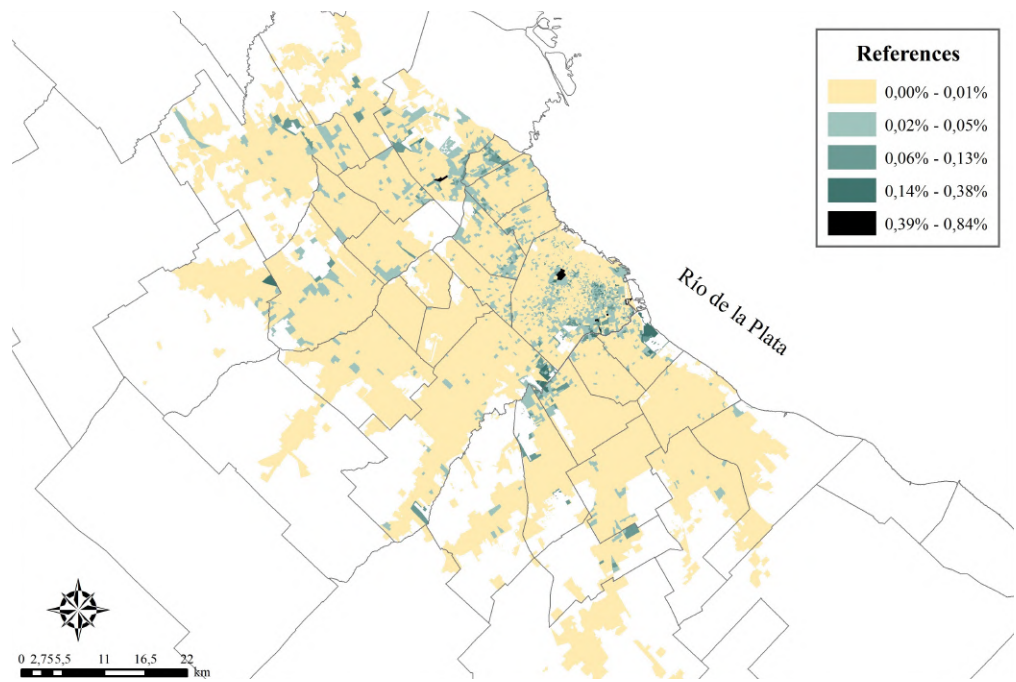 References
0,00% - 0,01%
0,02% - 0,05%
0,06% - 0,13%
0,14% - 0,38%
0,39% - 0,84%
Río de la Plata
0 2,75 5,5 11 16,5 22
km